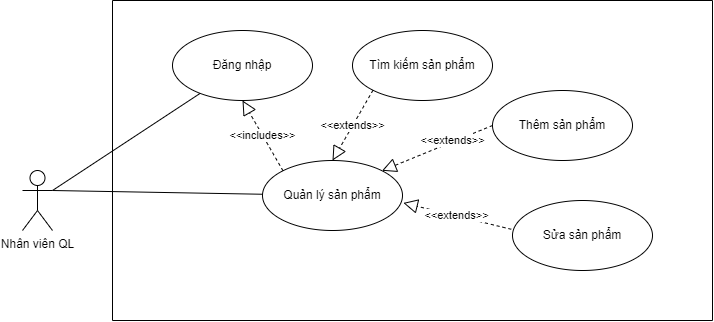 Đăng nhập
Tìm kiếm sản phẩm
Thêm sản phẩm
<<includes>>
<<extends>>
<<extends>>
Quản lý sản phẩm
<<extends>>
Sửa sản phẩm
Nhân viên QL